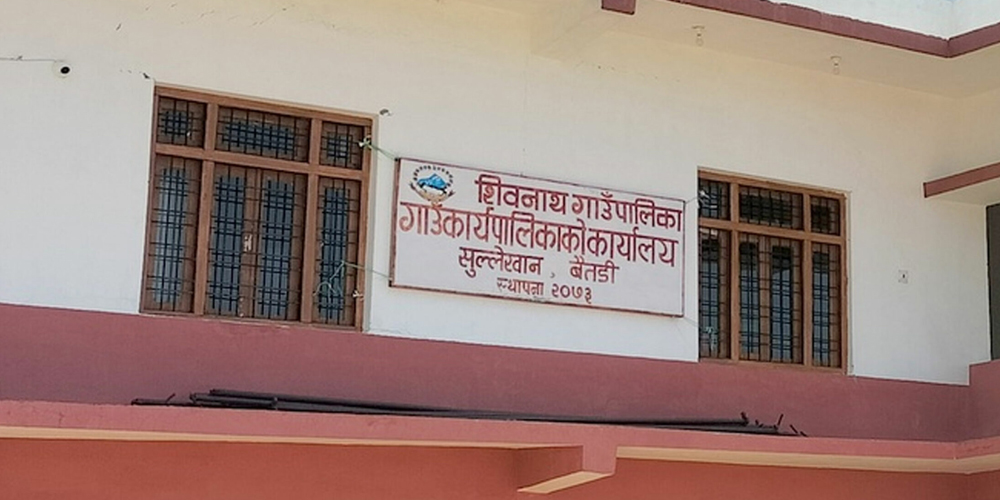 शिवनाथ गाउँपालिका
गाउँकार्यपालिकाको कार्यालय
सुल्लेखान , बैतडी
स्थापना २०७३